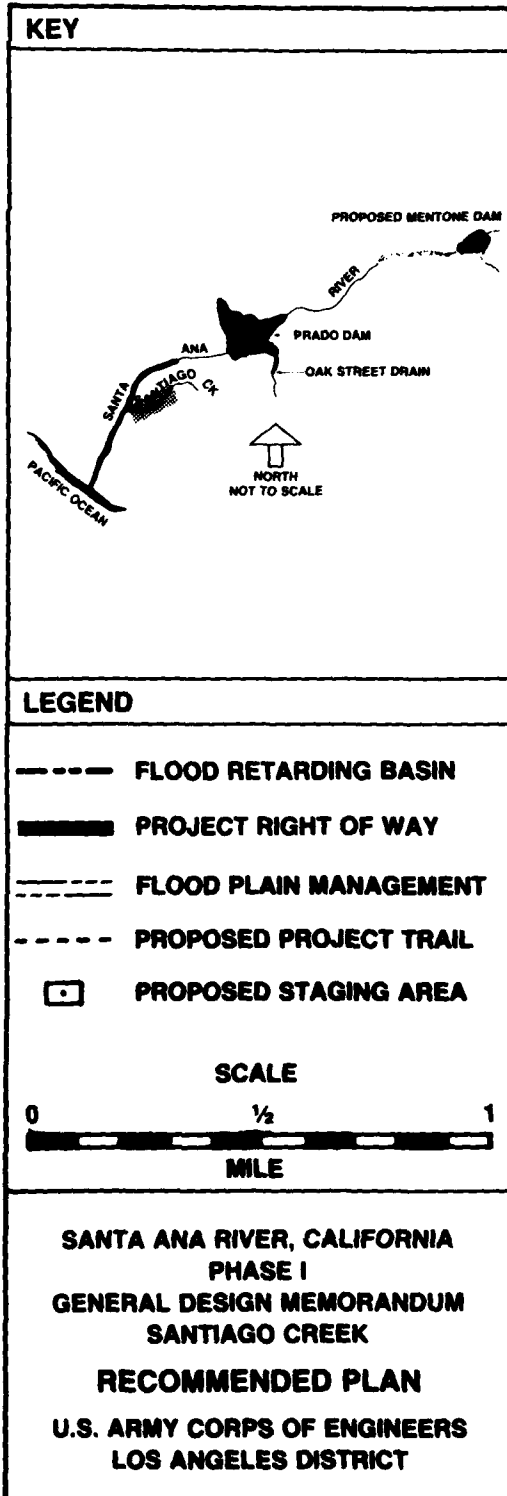 KEY
PROPOSED MENTONE DAM
RIVER
PRADO DAM
ANA
OAK STREET DRAIN
SANTIAGO CK
SANTA
NORTH
NOT TO SCALE
PACIFIC OCEAN
LEGEND
FLOOD RETARDING BASIN
PROJECT RIGHT OF WAY
FLOOD PLAIN MANAGEMENT
PROPOSED PROJECT TRAIL
PROPOSED STAGING AREA
SCALE
0 ½ 1
MILE
SANTA ANA RIVER, CALIFORNIA
PHASE I
GENERAL DESIGN MEMORANDUM
SANTIAGO CREEK
RECOMMENDED PLAN
U.S. ARMY CORPS OF ENGINEERS
LOS ANGELES DISTRICT